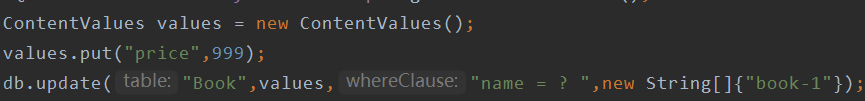 ContentValues values = new ContentValues();
values.put("price",999);
db.update( table: "Book",values, whereClause: "name = ? ",new String[]{"book-1"});